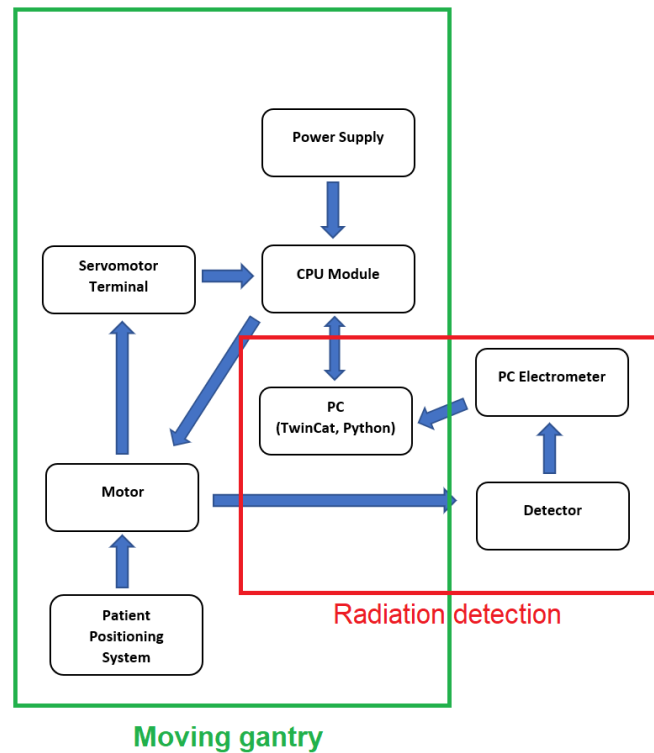 Power Supply
Servomotor
Terminal
CPU Module
PC Electrometer
PC
(TwinCat, Python)
Motor
Detector
Patient
Positioning
System
Radiation detection
Moving gantry